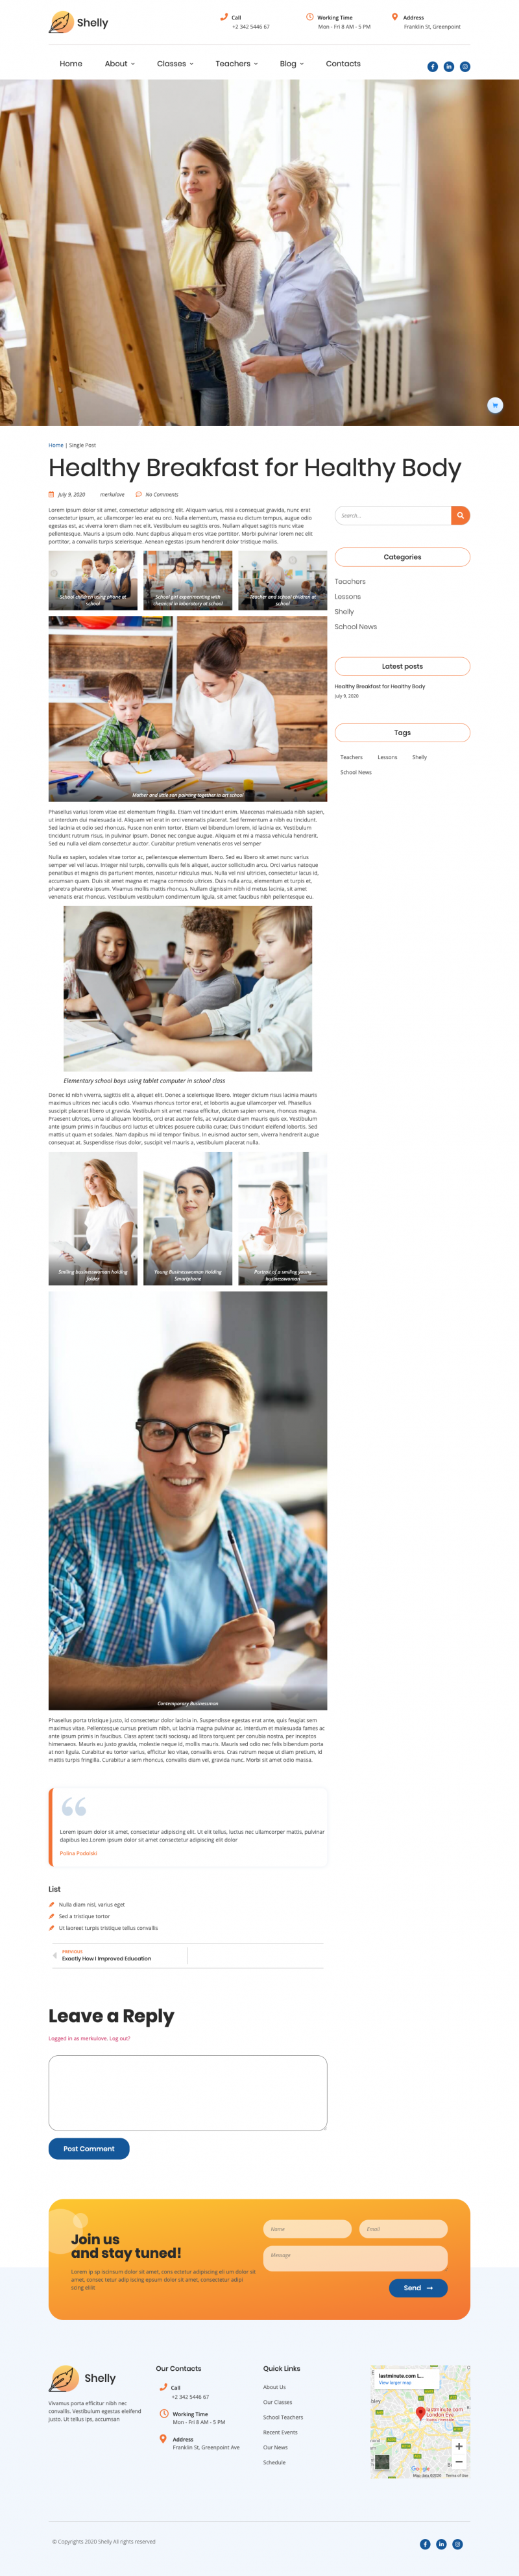 Shelly
Call
+2 342 5446 67
Working Time
Mon - Fri 8 AM - 5 PM
Address
Franklin St, Greenpoint
Home
About
Classes
Teachers
Blog
Contacts
Home | Single Post
Healthy Breakfast for Healthy Body
July 9, 2020
merkulove
No Comments
Lorem ipsum dolor sit amet, consectetur adipiscing elit. Aliquam varius, nisi a consequat gravida, nunc erat
consectetur ipsum, ac ullamcorper leo erat eu orci. Nulla elementum, massa eu dictum tempus, augue odio
egestas est, ac viverra lorem diam nec elit. Vestibulum eu sagittis eros. Nullam aliquet sagittis nunc vitae
pellentesque. Mauris a ipsum odio. Nunc dapibus aliquam eros vitae porttitor. Morbi pulvinar lorem nec elit
porttitor, a convallis turpis scelerisque. Aenean egestas ipsum hendrerit dolor tristique mollis.
School children using phone at
school
School girl experimenting with
chemical in laboratory at school
Teacher and school children at
school
Mother and little son painting together in art school
Phasellus varius lorem vitae est elementum fringilla. Etiam vel tincidunt enim. Maecenas malesuada nibh sapien,
ut interdum dui malesuada id. Aliquam vel erat in orci venenatis placerat. Sed fermentum a nibh eu tincidunt.
Sed lacinia et odio sed rhoncus. Fusce non enim tortor. Etiam vel bibendum lorem, id lacinia ex. Vestibulum
tincidunt rutrum risus, in pulvinar ipsum. Donec nec congue augue. Aliquam et mi a massa vehicula hendrerit.
Sed eu nulla vel diam consectetur auctor. Curabitur pretium venenatis eros vel semper
Nulla ex sapien, sodales vitae tortor ac, pellentesque elementum libero. Sed eu libero sit amet nunc varius
semper vel vel lacus. Integer nisl turpis, convallis quis felis aliquet, auctor sollicitudin arcu. Orci varius natoque
penatibus et magnis dis parturient montes, nascetur ridiculus mus. Nulla vel nisl ultricies, consectetur lacus id,
accumsan quam. Duis sit amet magna et magna commodo ultrices. Duis nulla arcu, elementum et turpis et,
pharetra pharetra ipsum. Vivamus mollis mattis rhoncus. Nullam dignissim nibh id metus lacinia, sit amet
venenatis erat rhoncus. Vestibulum vestibulum condimentum ligula, sit amet faucibus nibh pellentesque eu.
Elementary school boys using tablet computer in school class
Donec id nibh viverra, sagittis elit a, aliquet elit. Donec a scelerisque libero. Integer dictum risus lacinia mauris
maximus ultrices nec iaculis odio. Vivamus rhoncus tortor erat, et lobortis augue ullamcorper vel. Phasellus
suscipit placerat libero ut gravida. Vestibulum sit amet massa efficitur, dictum sapien ornare, rhoncus magna.
Praesent ultrices, urna id aliquam lobortis, orci erat auctor felis, ac vulputate diam mauris quis ex. Vestibulum
ante ipsum primis in faucibus orci luctus et ultrices posuere cubilia curae; Duis tincidunt eleifend lobortis. Sed
mattis ut quam et sodales. Nam dapibus mi id tempor finibus. In euismod auctor sem, viverra hendrerit augue
consequat at. Suspendisse risus dolor, suscipit vel mauris a, vestibulum placerat nulla.
Smiling businesswoman holding
folder
Young Businesswoman Holding
Smartphone
Portrait of a smiling young
businesswoman
Contemporary Businessman
Phasellus porta tristique justo, id consectetur dolor lacinia in. Suspendisse egestas erat ante, quis feugiat sem
maximus vitae. Pellentesque cursus pretium nibh, ut lacinia magna pulvinar ac. Interdum et malesuada fames ac
ante ipsum primis in faucibus. Class aptent taciti sociosqu ad litora torquent per conubia nostra, per inceptos
himenaeos. Mauris eu justo gravida, molestie neque id, mollis mauris. Mauris sed odio nec felis bibendum porta
at non ligula. Curabitur eu tortor varius, efficitur leo vitae, convallis eros. Cras rutrum neque ut diam pretium, id
mattis turpis fringilla. Curabitur a sem rhoncus, convallis diam vel, gravida nunc. Morbi sit amet odio massa.
Lorem ipsum dolor sit amet, consectetur adipiscing elit. Ut elit tellus, luctus nec ullamcorper mattis, pulvinar
dapibus leo.Lorem ipsum dolor sit amet consectetur adipiscing elit dolor
Polina Podolski
List
Nulla diam nisl, varius eget
Sed a tristique tortor
Ut laoreet turpis tristique tellus convallis
PREVIOUS
Exactly How I Improved Education
Search...
Categories
Teachers
Lessons
Shelly
School News
Latest posts
Healthy Breakfast for Healthy Body
July 9, 2020
Tags
Teachers
Lessons
Shelly
School News
Leave a Reply
Logged in as merkulove. Log out?
Post Comment
Join us
and stay tuned!
Lorem ip sp iscinsum dolor sit amet, cons ectetur adipiscing eli um dolor sit
amet, consec tetur adip iscing epsum dolor sit amet, consectetur adipi
scing elilit
Name
Email
Message
Send
Shelly
Vivamus porta efficitur nibh nec
convallis. Vestibulum egestas eleifend
justo. Ut tellus ips, accumsan
Our Contacts
Call
+2 342 5446 67
Working Time
Mon - Fri 8 AM - 5 PM
Address
Franklin St, Greenpoint Ave
Quick Links
About Us
Our Classes
School Teachers
Recent Events
Our News
Schedule
lastminute.com L...
View larger map
lastminute.com
London Eye
Google
Map data ©2020
Terms of Use
© Copyrights 2020 Shelly All rights reserved